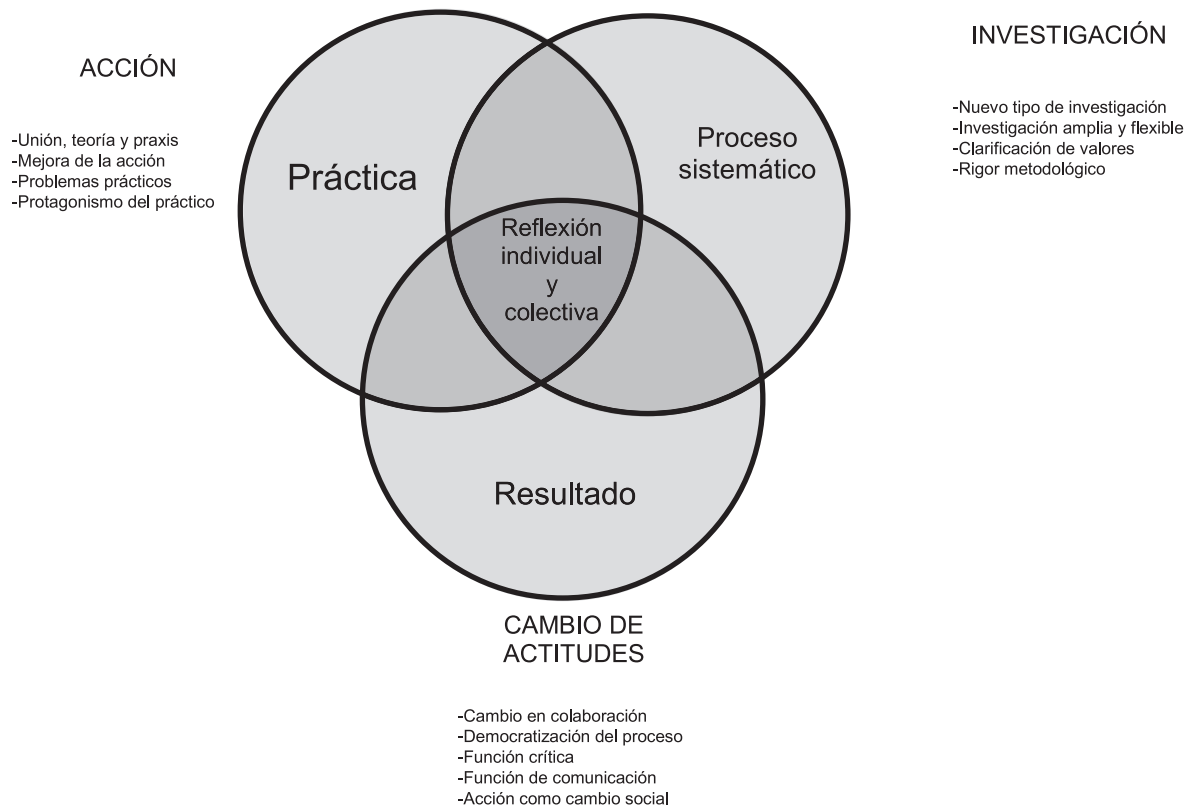 ACCIÓN
-Unión, teoría y praxis
-Mejora de la acción
-Problemas prácticos
-Protagonismo del práctico
Práctica
Proceso
sistemático
INVESTIGACIÓN
-Nuevo tipo de investigación
-Investigación amplia y flexible
-Clarificación de valores
-Rigor metodológico
Reflexión
individual
y
colectiva
Resultado
CAMBIO DE
ACTITUDES
-Cambio en colaboración
-Democratización del proceso
-Función crítica
-Función de comunicación
-Acción como cambio social